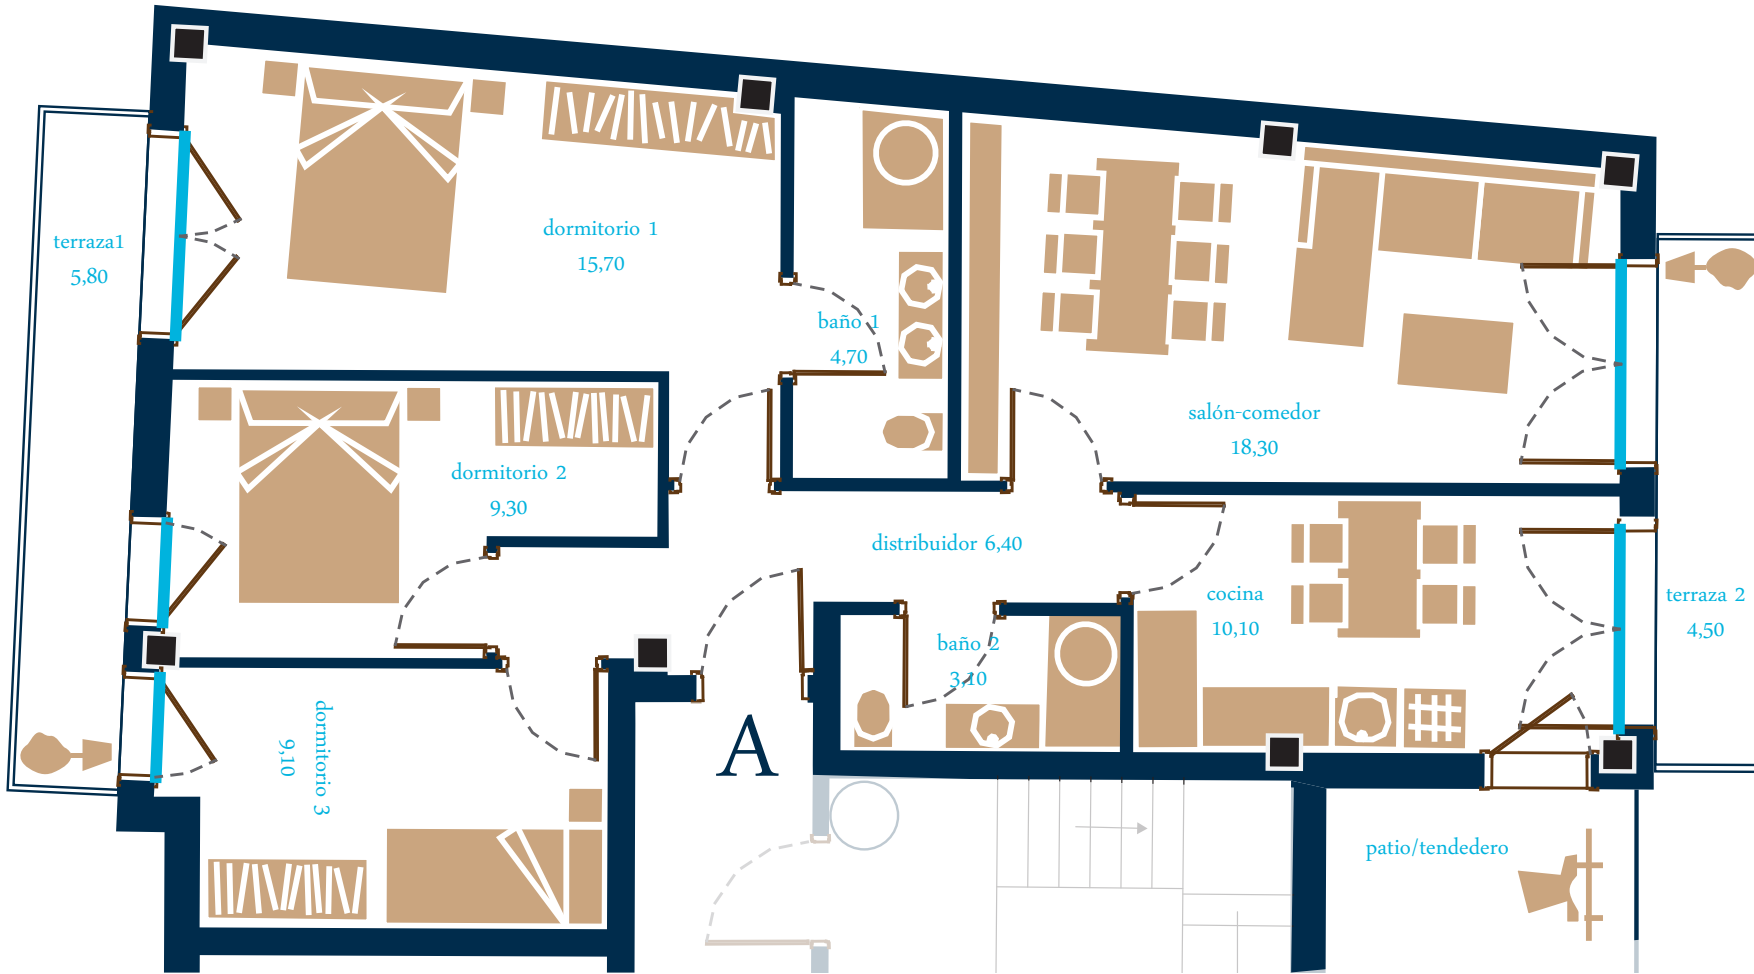 terraza1
5,80
dormitorio 1
15,70
baño 1
4,70
salón-comedor
18,30
dormitorio 2
9,30
distribuidor 6,40
cocina
10,10
terraza 2
4,50
baño 2
3,10
dormitorio 3
9,10
A
patio/tendedero